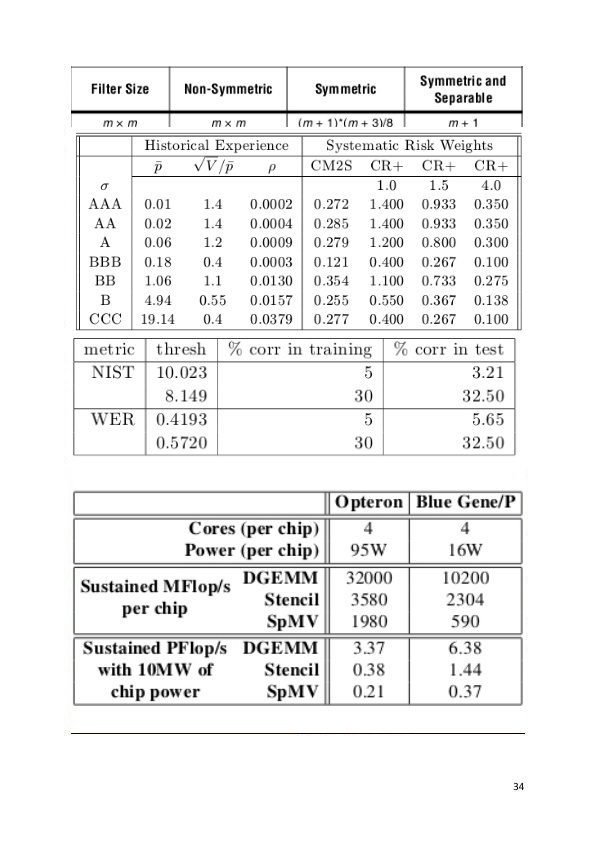 Filter Size Non-Symmetric Symmetric Symmetric and Separable
m × m m × m (m + 1)*(m + 3)/8 m + 1
Historical Experience Systematic Risk Weights
p̄ √V/p̄ ρ CM2S CR+ CR+ CR+
σ 1.0 1.5 4.0
AAA 0.01 1.4 0.0002 0.272 1.400 0.933 0.350
AA 0.02 1.4 0.0004 0.285 1.400 0.933 0.350
A 0.06 1.2 0.0009 0.279 1.200 0.800 0.300
BBB 0.18 0.4 0.0003 0.121 0.400 0.267 0.100
BB 1.06 1.1 0.0130 0.354 1.100 0.733 0.275
B 4.94 0.55 0.0157 0.255 0.550 0.367 0.138
CCC 19.14 0.4 0.0379 0.277 0.400 0.267 0.100
metric thresh % corr in training % corr in test
NIST 10.023 5 3.21
8.149 30 32.50
WER 0.4193 5 5.65
0.5720 30 32.50
Opteron Blue Gene/P
Cores (per chip) 4 4
Power (per chip) 95W 16W
Sustained MFlop/s per chip DGEMM 32000 10200
Stencil 3580 2304
SpMV 1980 590
Sustained PFlop/s with 10MW of chip power DGEMM 3.37 6.38
Stencil 0.38 1.44
SpMV 0.21 0.37
34